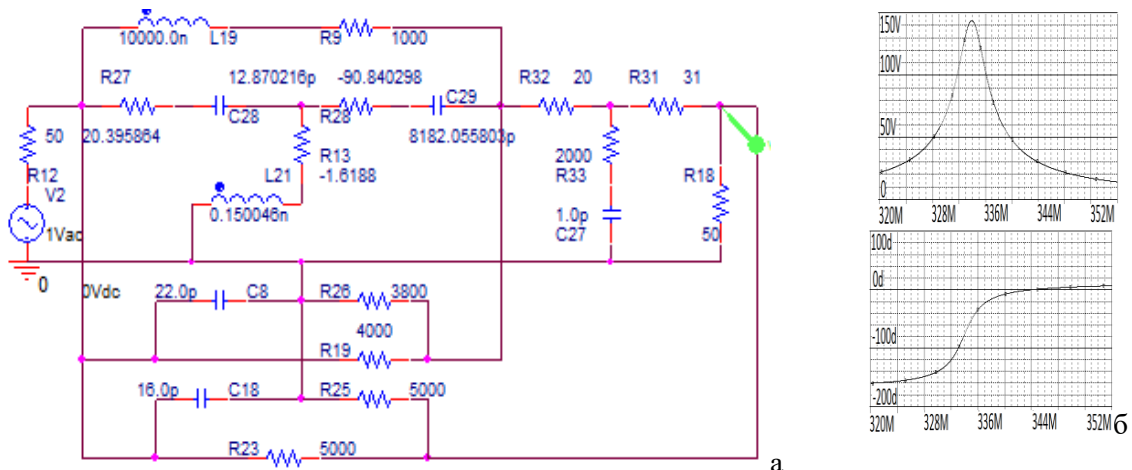 10000.0n L19 R9 1000
R27 12.870216p -90.840298 R32 20 R31 31
C28 R28 C29
50 20.395864 8182.055803p
R12 R13 2000 R18
-1.6188 R33
V2 L21
0.150046n 1.0p 50
1Vac C27
0 0Vdc 22.0p C8 R26 3800
4000
R19
16.0p C18 R25 5000
R23 5000
а
150V
100V
50V
0
320M 328M 336M 344M 352M
100d
0d
-100d
-200d
320M 328M 336M 344M 352M
б